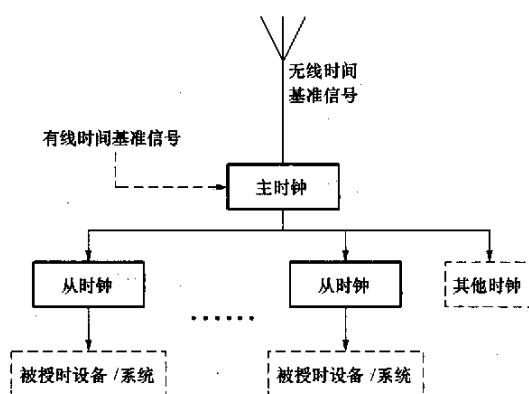 无线时间
基准信号
有线时间基准信号
主时钟
从时钟
从时钟
其他时钟
被授时设备/系统
被授时设备/系统